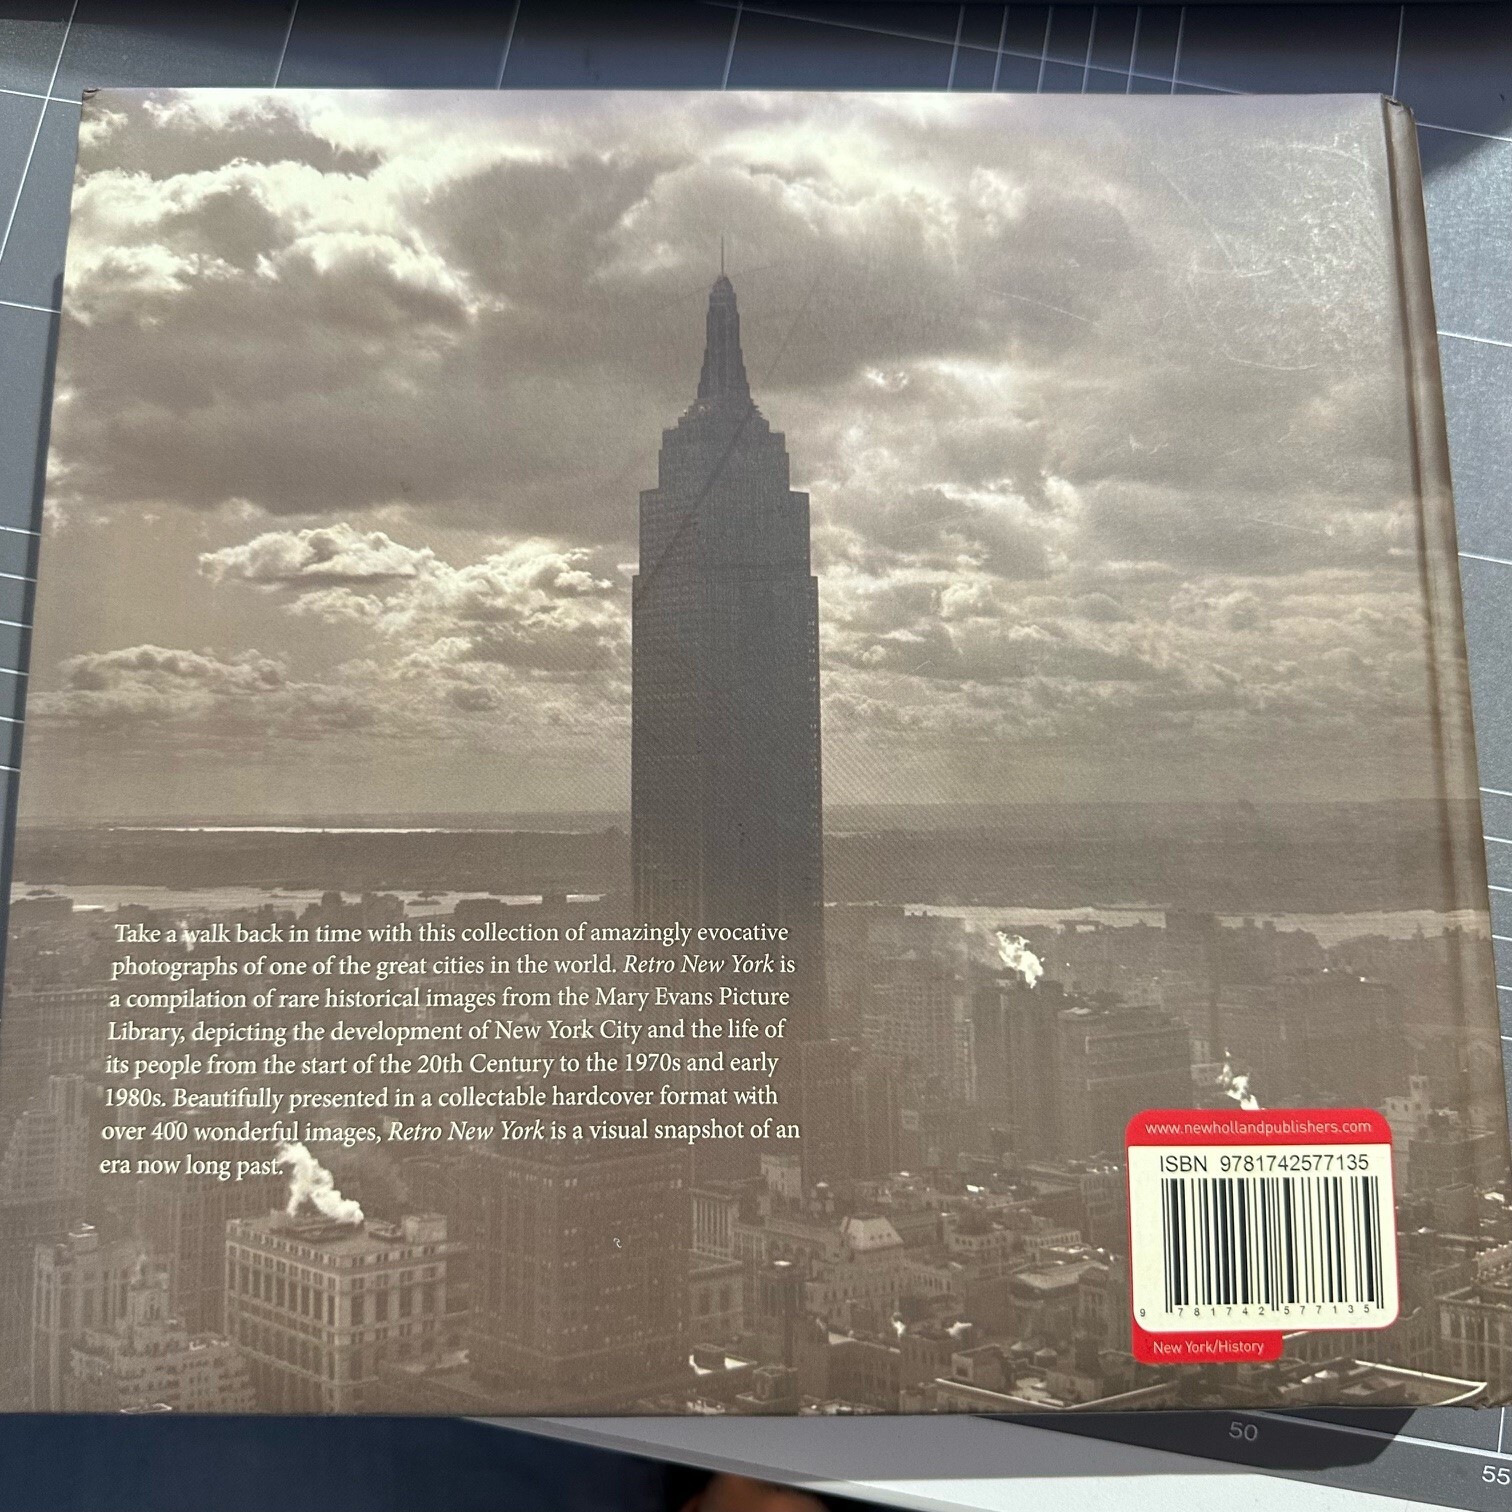 Take a walk back in time with this collection of amazingly evocative
photographs of one of the great cities in the world. Retro New York is
a compilation of rare historical images from the Mary Evans Picture
Library, depicting the development of New York City and the life of
its people from the start of the 20th Century to the 1970s and early
1980s. Beautifully presented in a collectable hardcover format with
over 400 wonderful images, Retro New York is a visual snapshot of an
era now long past.
www.newhollandpublishers.com
ISBN 9781742577135
9 781742 577135
New York/History
50
55